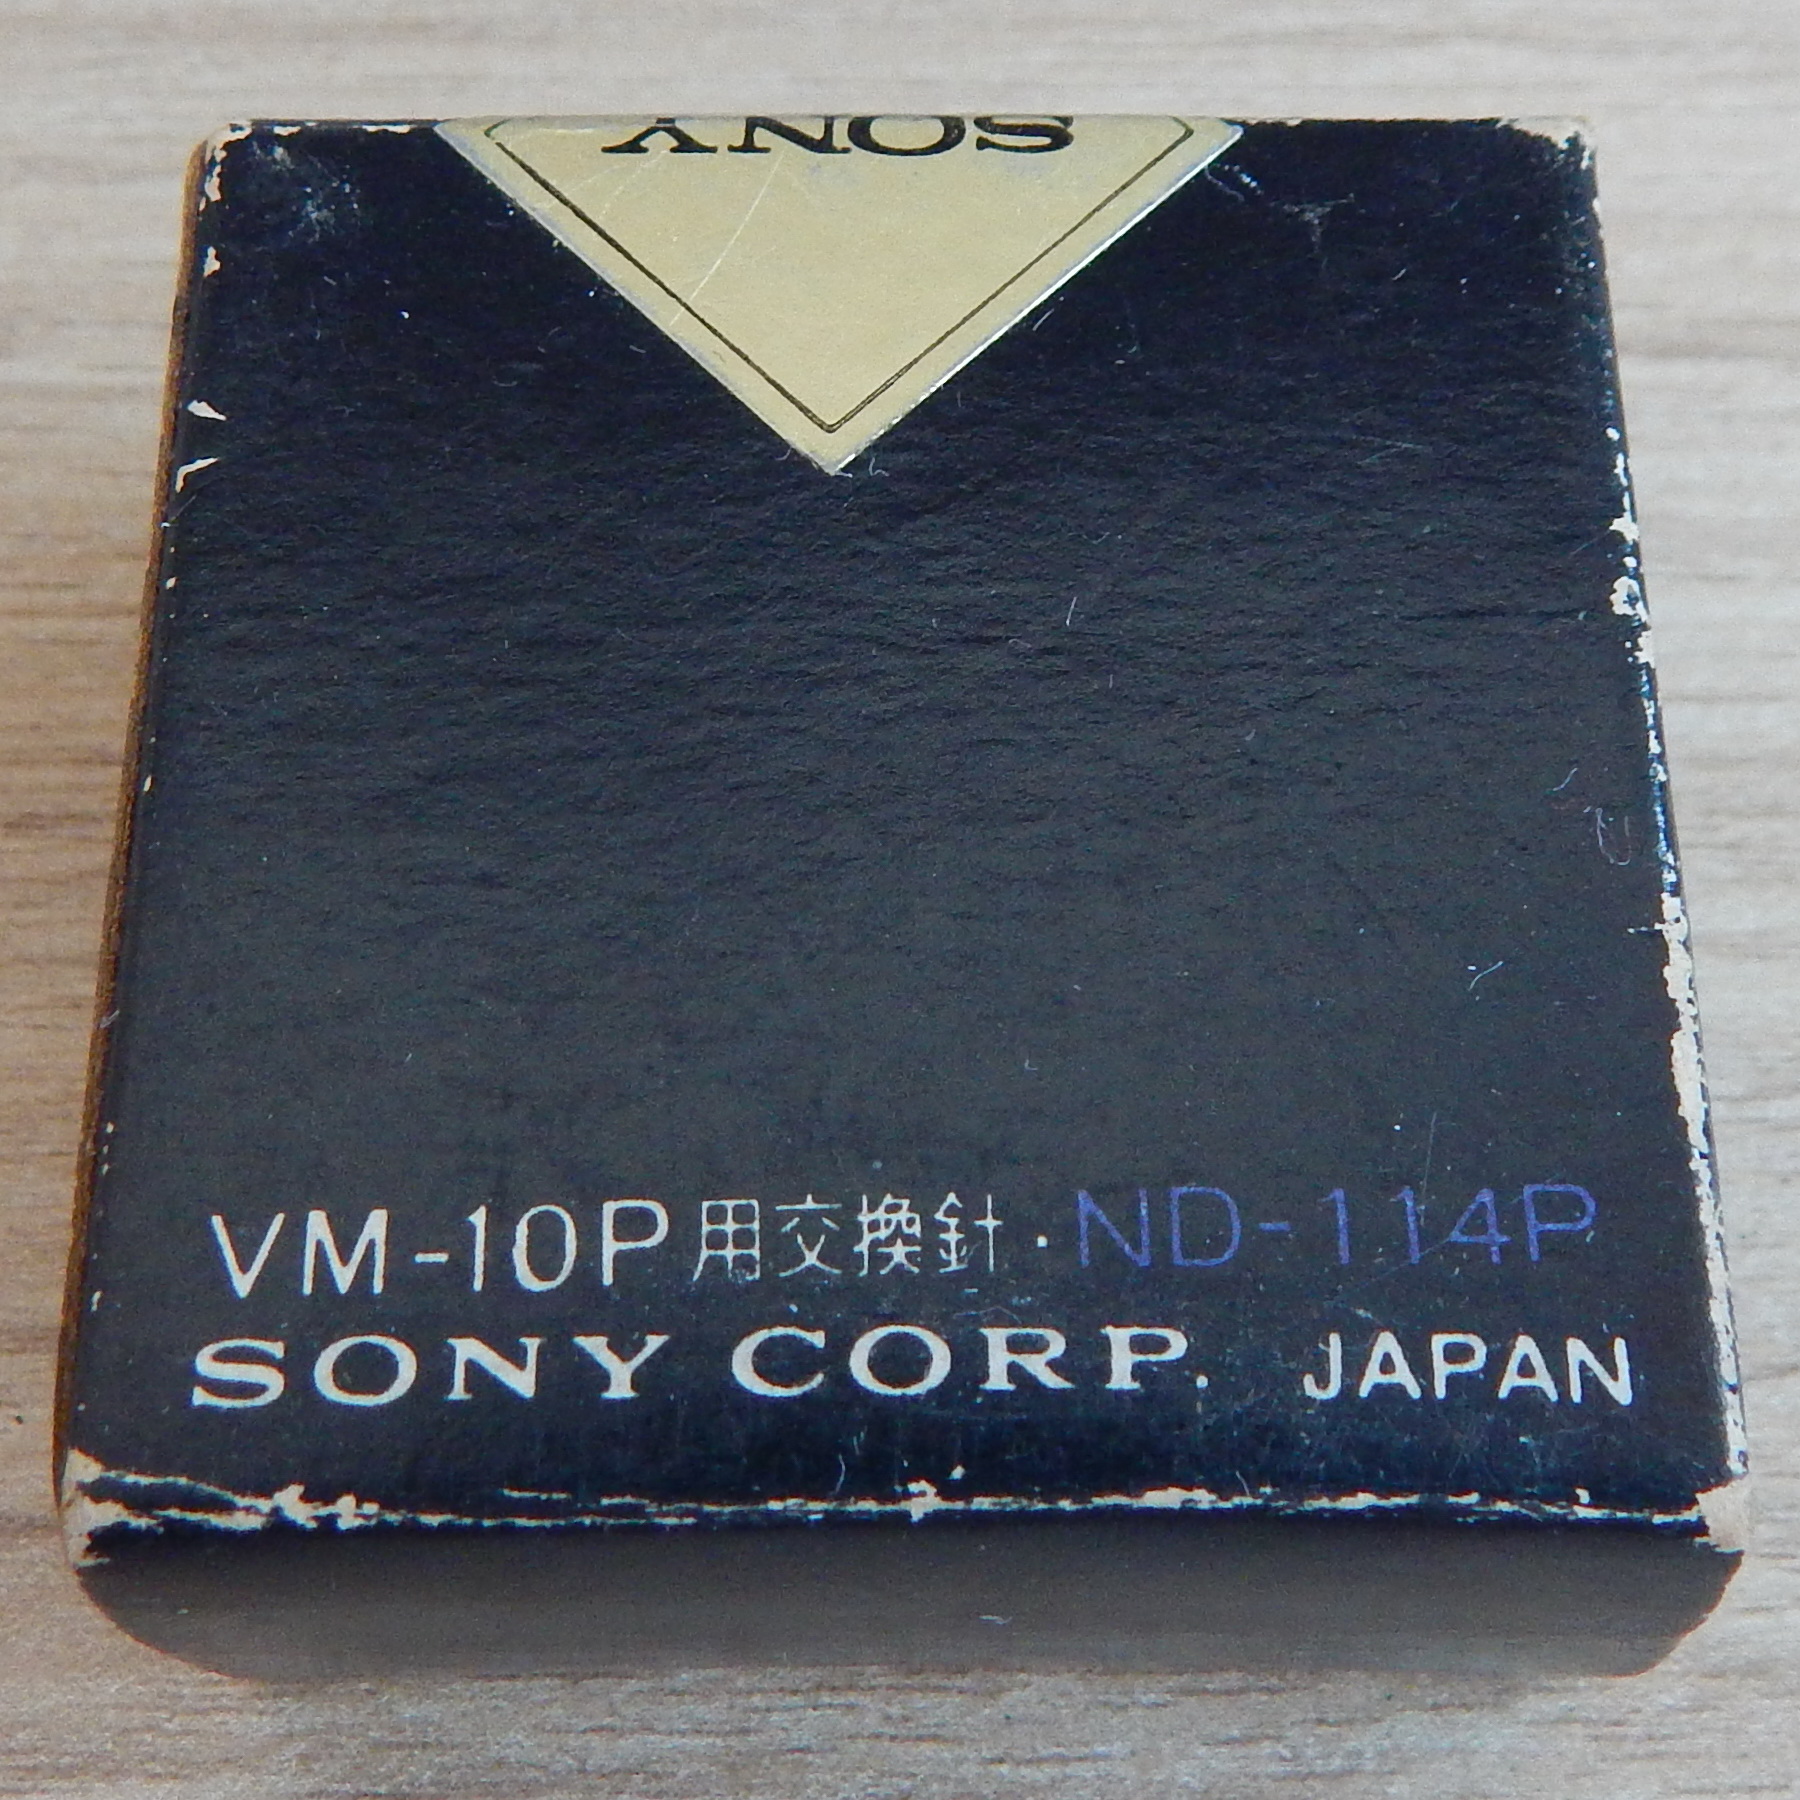 SONY
VM-10P用交換針・ND-114P
SONY CORP. JAPAN